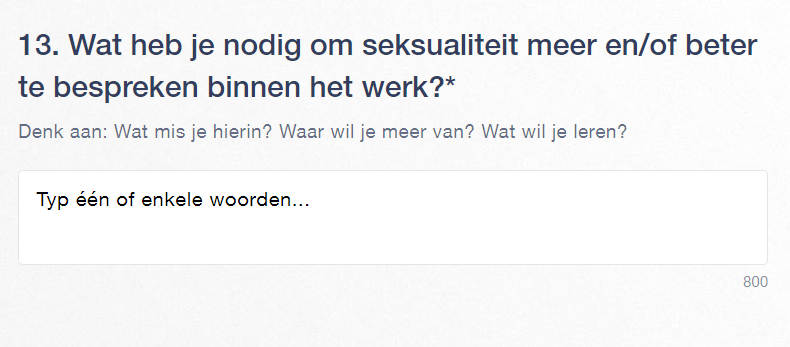 13. Wat heb je nodig om seksualiteit meer en/of beter
te bespreken binnen het werk?*
Denk aan: Wat mis je hierin? Waar wil je meer van? Wat wil je leren?
Typ één of enkele woorden...
800